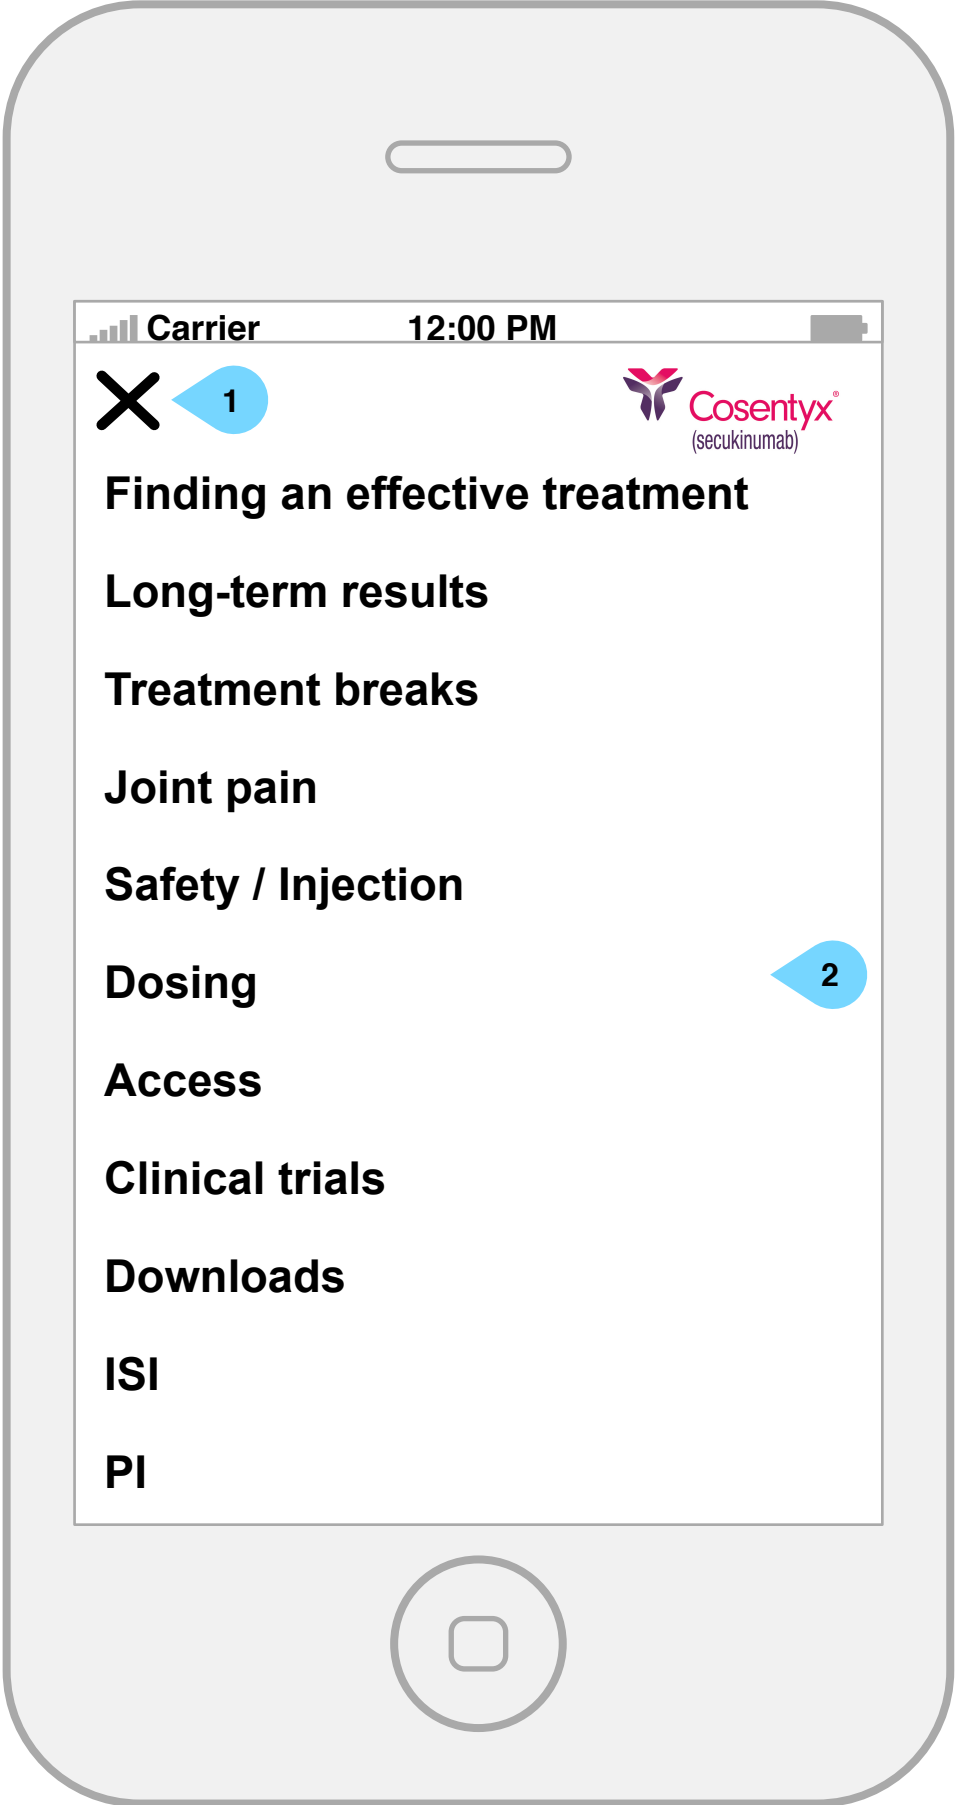 Carrier 12:00 PM
1
Cosentyx®
(secukinumab)
Finding an effective treatment
Long-term results
Treatment breaks
Joint pain
Safety / Injection
Dosing
2
Access
Clinical trials
Downloads
ISI
PI